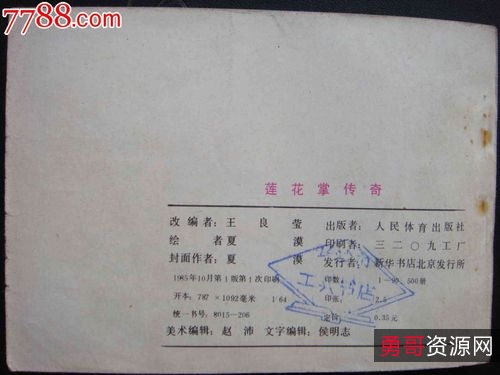 7788.com
莲花掌传奇
改编者：王良莹 出版者：人民体育出版社
绘者 夏漠 印刷者：三二〇九工厂
封面作者：夏漠 发行者：新华书店北京发行所
1985年10月第1版第1次印刷 印数：1—90,500册
开本：787×1092毫米 1/64 印张：2.5
统一书号：8015-206 定价：0.35元
美术编辑：赵沛 文字编辑：侯明志
勇哥资源网